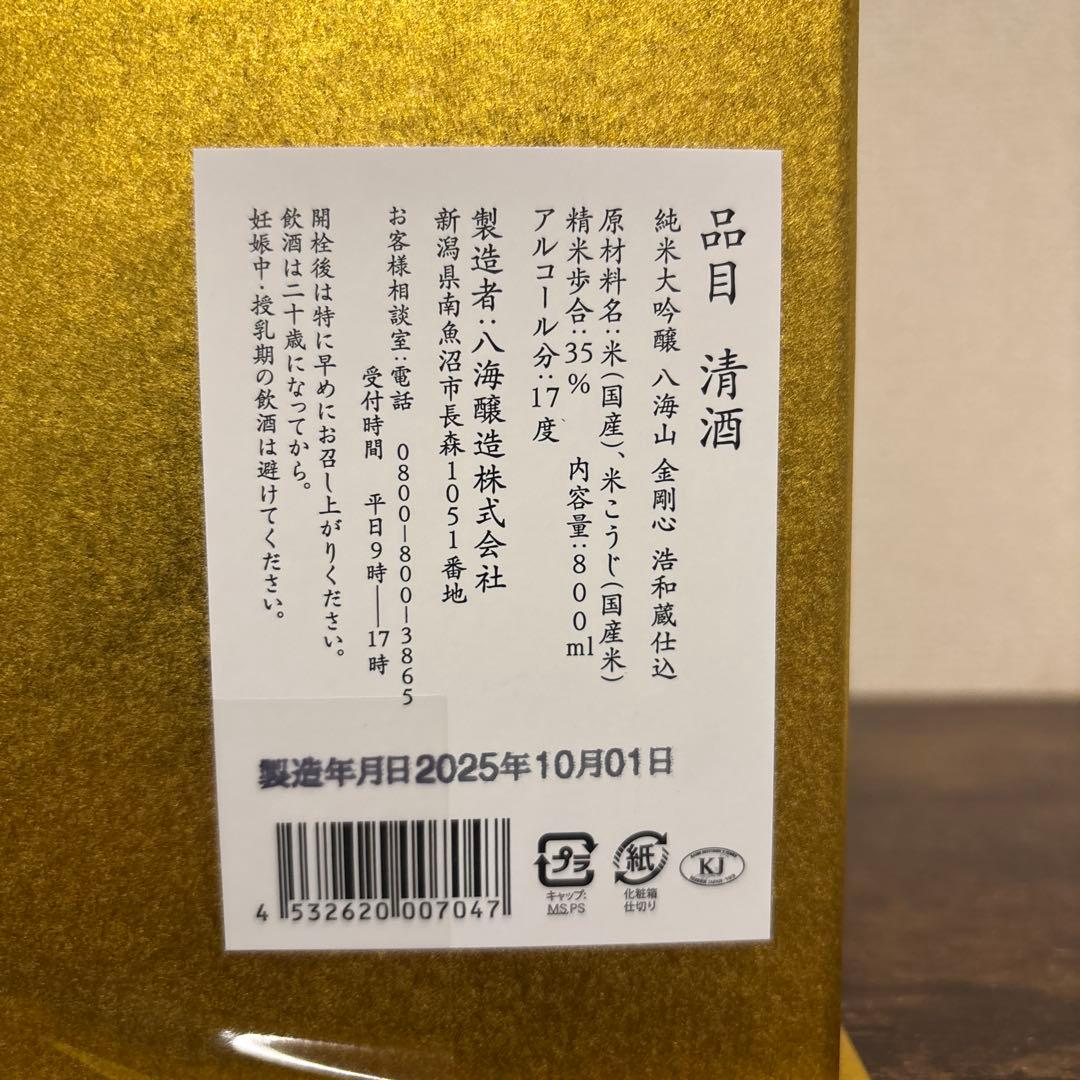 品目 清酒
純米大吟醸 八海山 金剛心 浩和蔵仕込
原材料名:米(国産)、米こうじ(国産米)
精米歩合:35% 内容量:800ml
アルコール分:17度
製造者:八海醸造株式会社
新潟県南魚沼市長森1051番地
お客様相談室:電話 0800-800-3865
受付時間 平日9時―17時
開栓後は特に早めにお召し上がりください。
飲酒は二十歳になってから。
妊娠中・授乳期の飲酒は避けてください。
製造年月日2025年10月01日
4 532620 007047
プラ
キャップ:
MS,PS
紙
化粧箱
仕切り
KJ